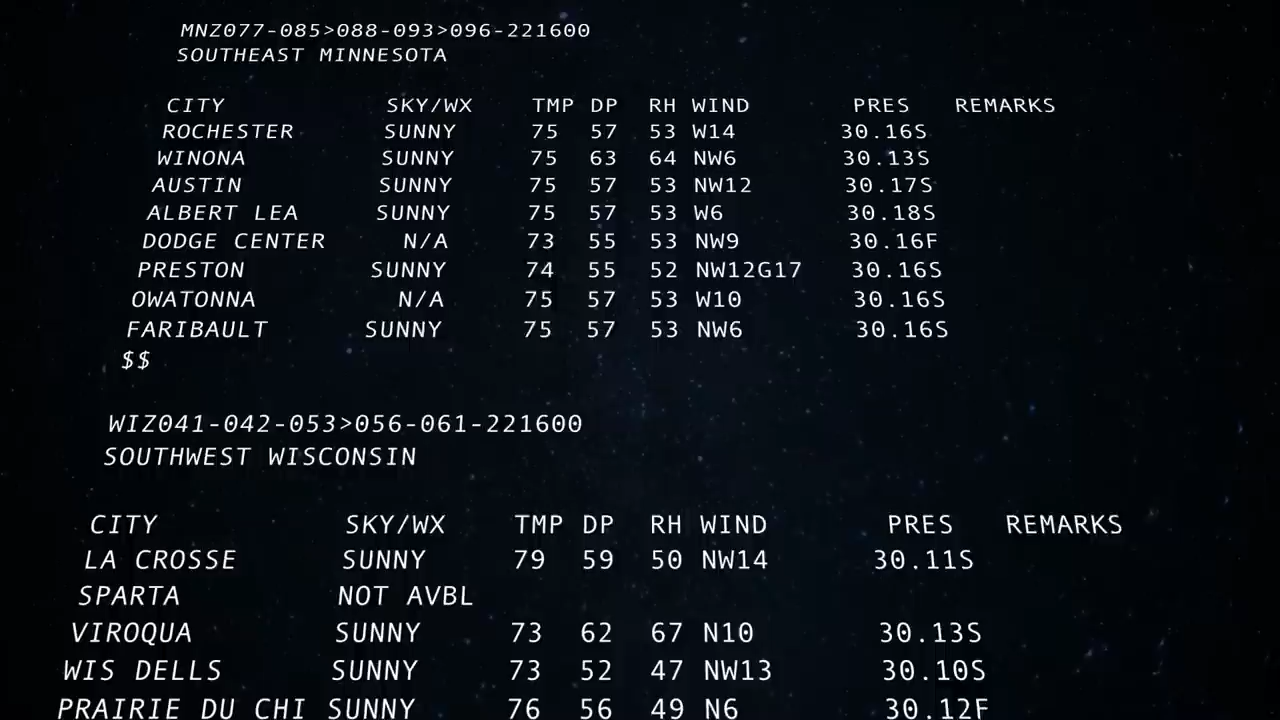 MNZ077-085>088-093>096-221600
SOUTHEAST MINNESOTA
CITY SKY/WX TMP DP RH WIND PRES REMARKS
ROCHESTER SUNNY 75 57 53 W14 30.16S
WINONA SUNNY 75 63 64 NW6 30.13S
AUSTIN SUNNY 75 57 53 NW12 30.17S
ALBERT LEA SUNNY 75 57 53 W6 30.18S
DODGE CENTER N/A 73 55 53 NW9 30.16F
PRESTON SUNNY 74 55 52 NW12G17 30.16S
OWATONNA N/A 75 57 53 W10 30.16S
FARIBAULT SUNNY 75 57 53 NW6 30.16S
$$
WIZ041-042-053>056-061-221600
SOUTHWEST WISCONSIN
CITY SKY/WX TMP DP RH WIND PRES REMARKS
LA CROSSE SUNNY 79 59 50 NW14 30.11S
SPARTA NOT AVBL
VIROQUA SUNNY 73 62 67 N10 30.13S
WIS DELLS SUNNY 73 52 47 NW13 30.10S
PRAIRIE DU CHI SUNNY 76 56 49 N6 30.12F